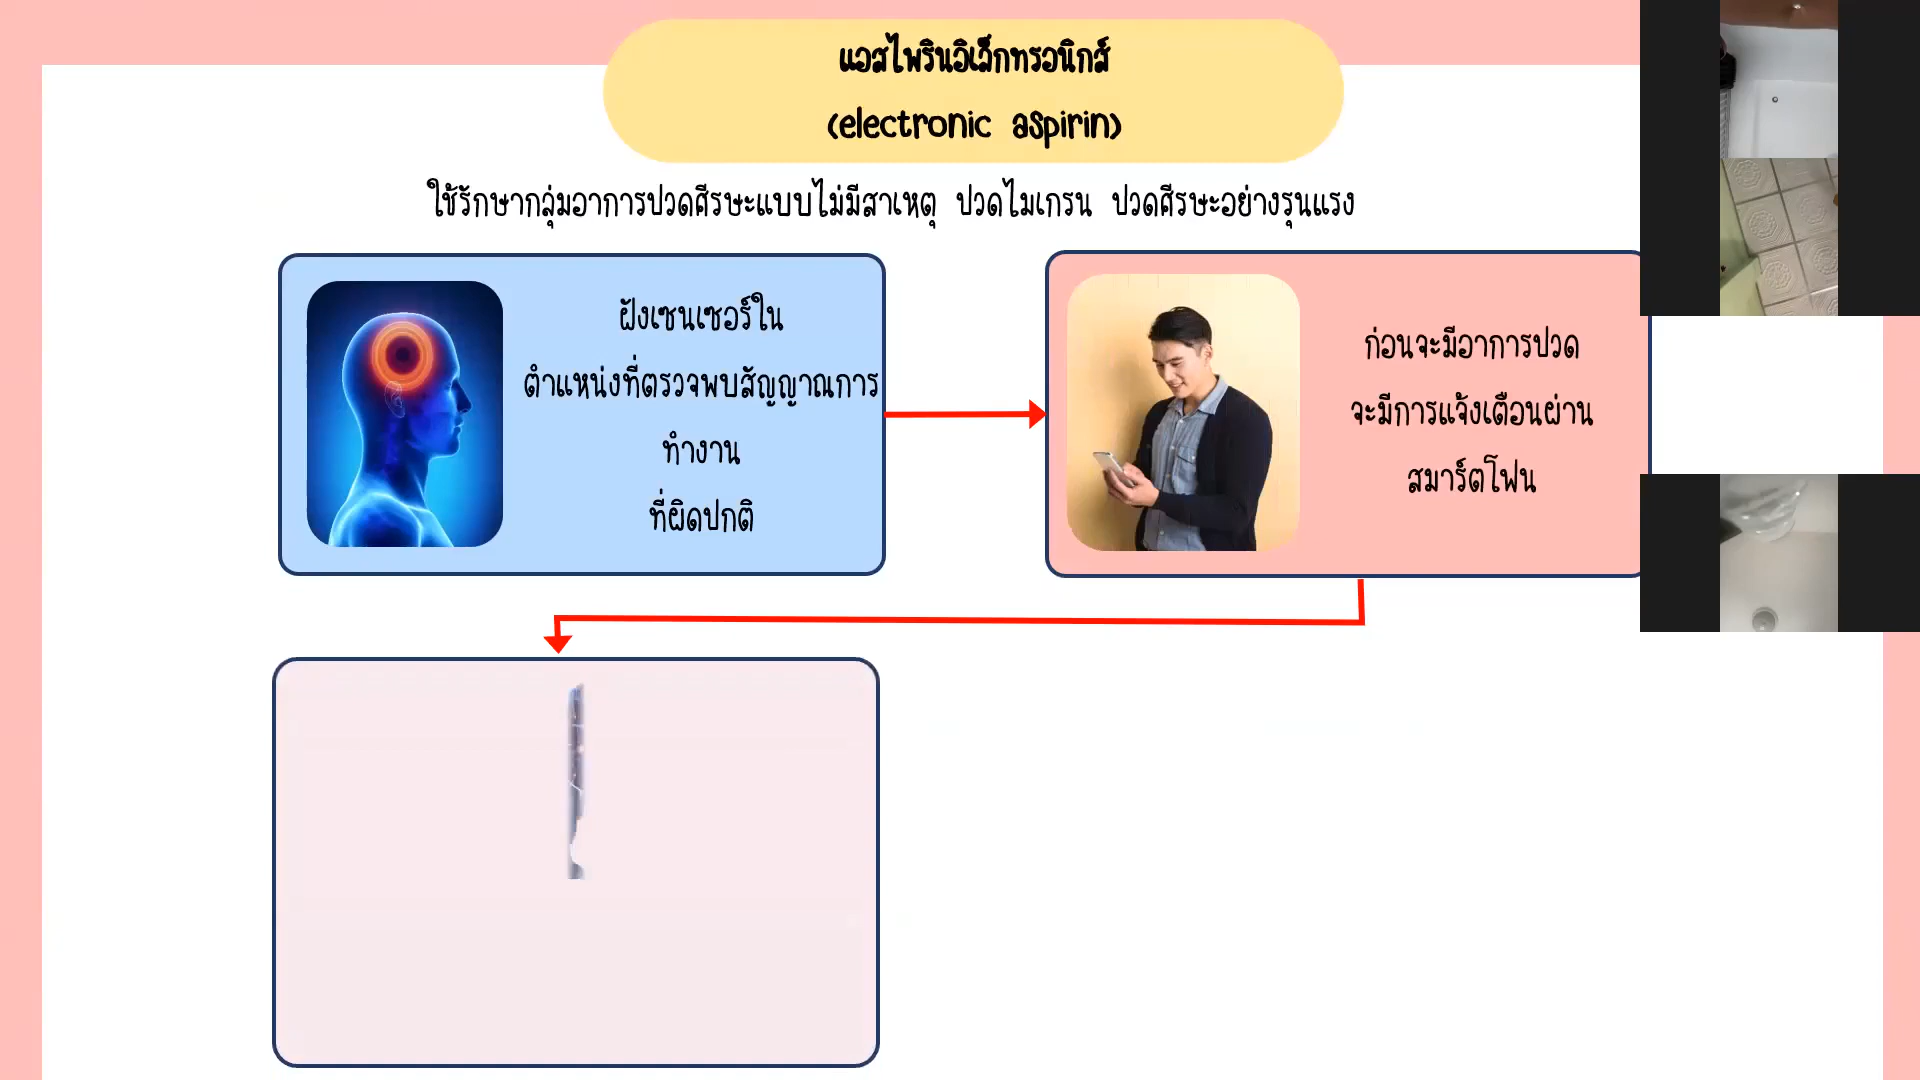 แอสไพรินอิเล็กทรอนิกส์
(electronic aspirin)
ใช้รักษากลุ่มอาการปวดศีรษะแบบไม่มีสาเหตุ ปวดไมเกรน ปวดศีรษะอย่างรุนแรง
ฝังเซนเซอร์ใน
ตำแหน่งที่ตรวจพบสัญญาณการ
ทำงาน
ที่ผิดปกติ
ก่อนจะมีอาการปวด
จะมีการแจ้งเตือนผ่าน
สมาร์ตโฟน